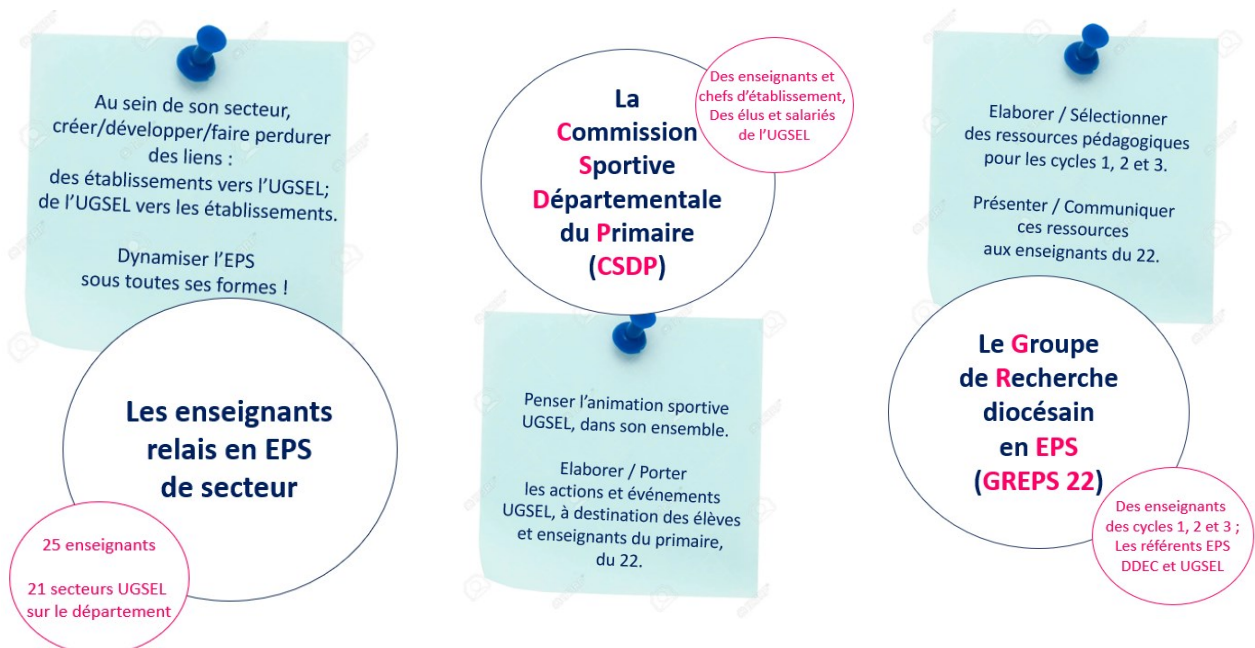 Au sein de son secteur,
créer/développer/faire perdurer
des liens :
des établissements vers l'UGSEL;
de l'UGSEL vers les établissements.
Dynamiser l'EPS
sous toutes ses formes !
Les enseignants
relais en EPS
de secteur
25 enseignants
21 secteurs UGSEL
sur le département
La
Commission
Sportive
Départementale
du Primaire
(CSDP)
Des enseignants et
chefs d'établissement,
Des élus et salariés
de l'UGSEL
Penser l'animation sportive
UGSEL, dans son ensemble.
Elaborer / Porter
les actions et événements
UGSEL, à destination des élèves
et enseignants du primaire,
du 22.
Elaborer / Sélectionner
des ressources pédagogiques
pour les cycles 1, 2 et 3.
Présenter / Communiquer
ces ressources
aux enseignants du 22.
Le Groupe
de Recherche
diocésain
en EPS
(GREPS 22)
Des enseignants
des cycles 1, 2 et 3 ;
Les référents EPS
DDEC et UGSEL